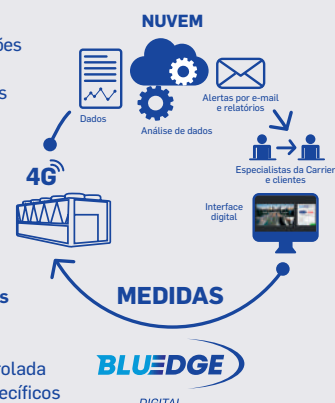 ões
s
s
rolada
ecíficos
NUVEM
Dados
Análise de dados
Alertas por e-mail
e relatórios
Especialistas da Carrier
e clientes
4G
Interface
digital
MEDIDAS
BLUEDGE
DIGITAL